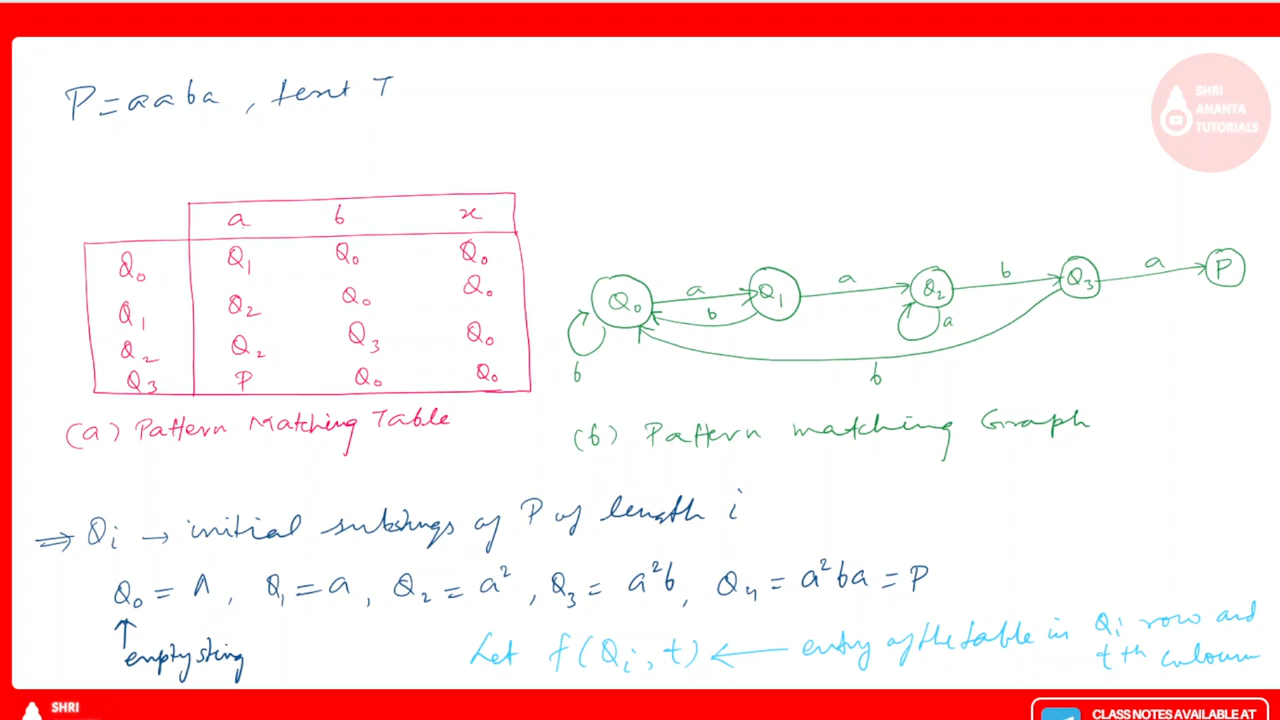 P = aaba , text T
SHRI
ANANTA
TUTORIALS
a b x
Q₀ Q₁ Q₀ Q₀
Q₁ Q₂ Q₀ Q₀
Q₂ Q₂ Q₃ Q₀
Q₃ P Q₀ Q₀
(a) Pattern Matching Table
Q₀ a Q₁ a Q₂ b Q₃ a P
b b a b
(b) Pattern matching Graph
⇒ Qᵢ → initial substrings of P of length i
Q₀ = Λ, Q₁ = a, Q₂ = a², Q₃ = a²b, Q₄ = a²ba = P
↑
empty string
Let f(Qᵢ, t) ← entry of the table in Qᵢ row and
tᵗʰ column
SHRI
CLASS NOTES AVAILABLE AT